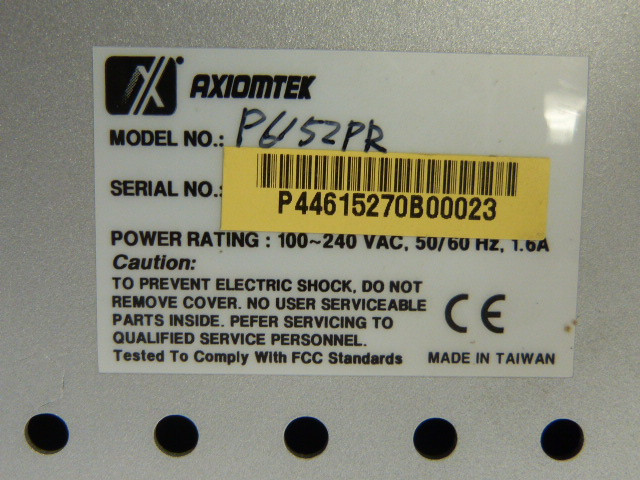 AXIOMTEK
MODEL NO.: P6152PR
SERIAL NO.: P44615270B00023
POWER RATING : 100~240 VAC, 50/60 Hz, 1.6A
Caution:
TO PREVENT ELECTRIC SHOCK, DO NOT
REMOVE COVER. NO USER SERVICEABLE
PARTS INSIDE. PEFER SERVICING TO
QUALIFIED SERVICE PERSONNEL.
Tested To Comply With FCC Standards
CE
MADE IN TAIWAN